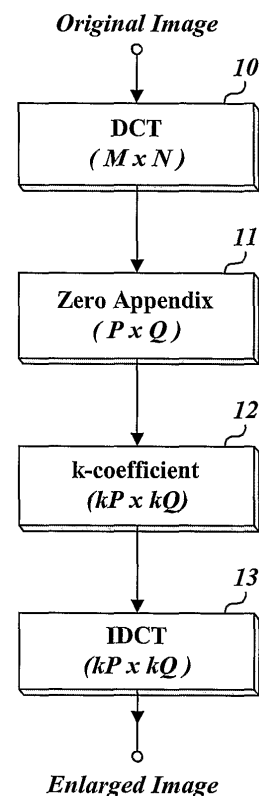 Original Image
10
DCT
( M x N )
11
Zero Appendix
( P x Q )
12
k-coefficient
(kP x kQ)
13
IDCT
(kP x kQ)
Enlarged Image